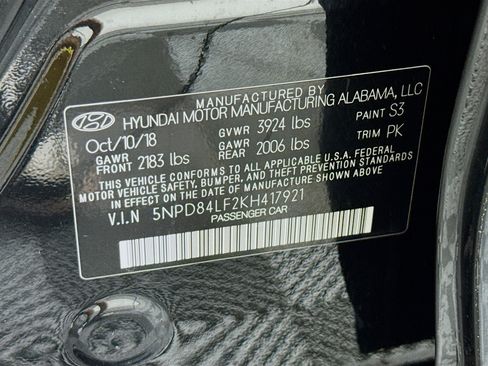 MANUFACTURED BY
HYUNDAI MOTOR MANUFACTURING ALABAMA, LLC
Oct/10/18 GVWR 3924 lbs PAINT S3
GAWR FRONT 2183 lbs GAWR REAR 2006 lbs TRIM PK
THIS VEHICLE CONFORMS TO ALL APPLICABLE U.S.A FEDERAL
MOTOR VEHICLE SAFETY, BUMPER, AND THEFT PREVENTION
STANDARDS IN EFFECT ON THE DATE OF MANUFACTURE SHOWN ABOVE.
V.I.N 5NPD84LF2KH417921
PASSENGER CAR